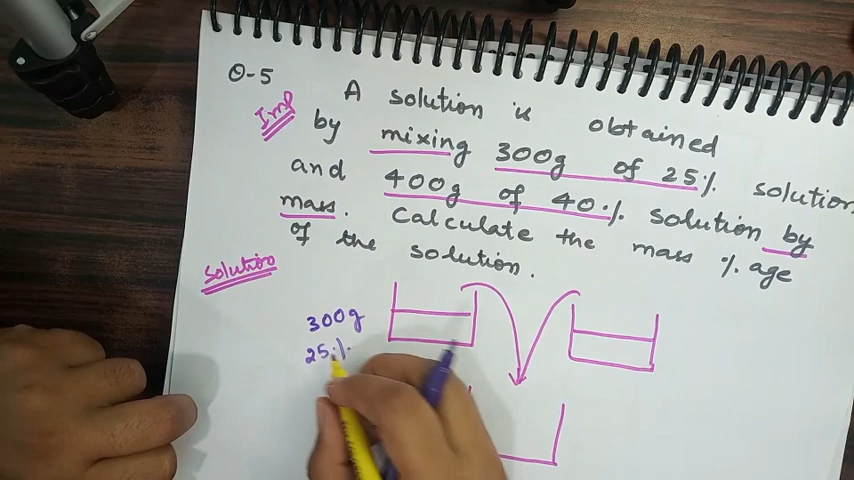 Q-5
Imp
A solution is obtained
by mixing 300g of 25% solution
and 400g of 40% solution by
mass. Calculate the mass %age
of the solution.
Solution
300g
25%